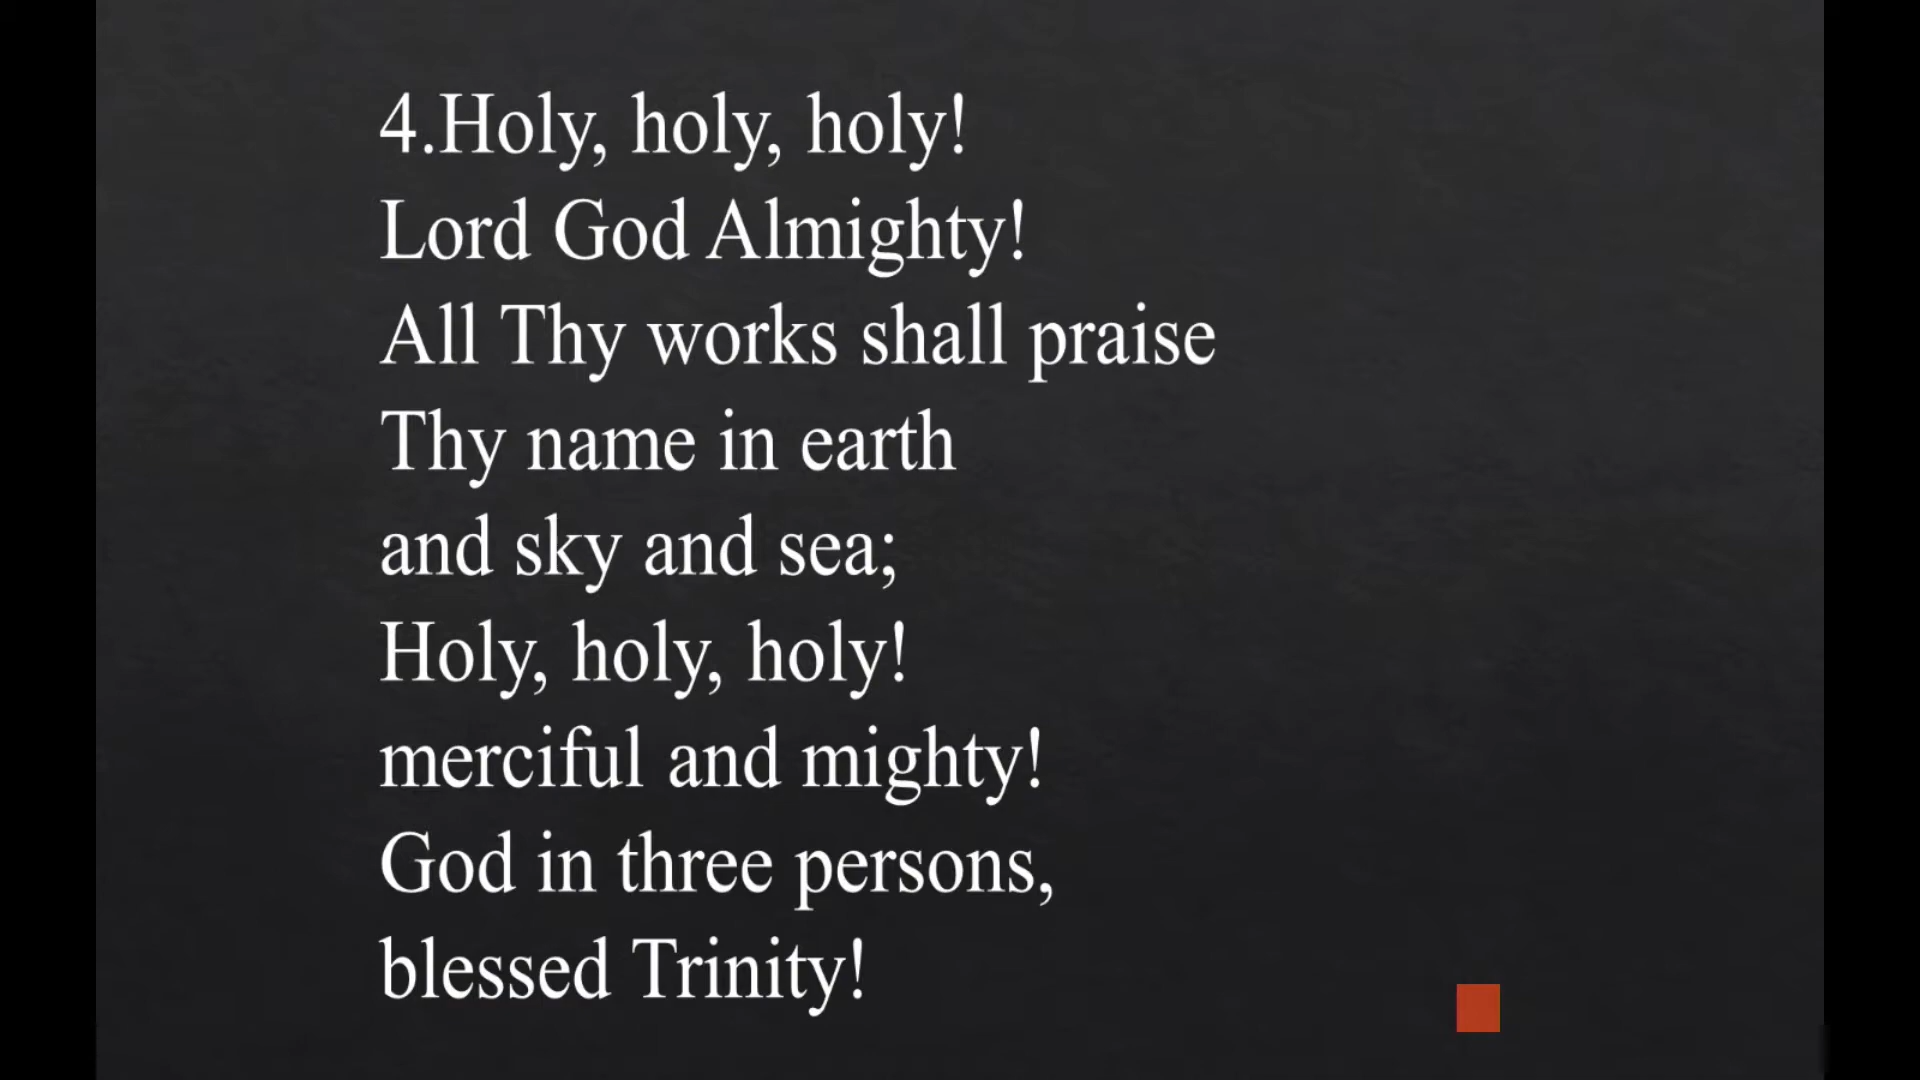 4.Holy, holy, holy!
Lord God Almighty!
All Thy works shall praise
Thy name in earth
and sky and sea;
Holy, holy, holy!
merciful and mighty!
God in three persons,
blessed Trinity!